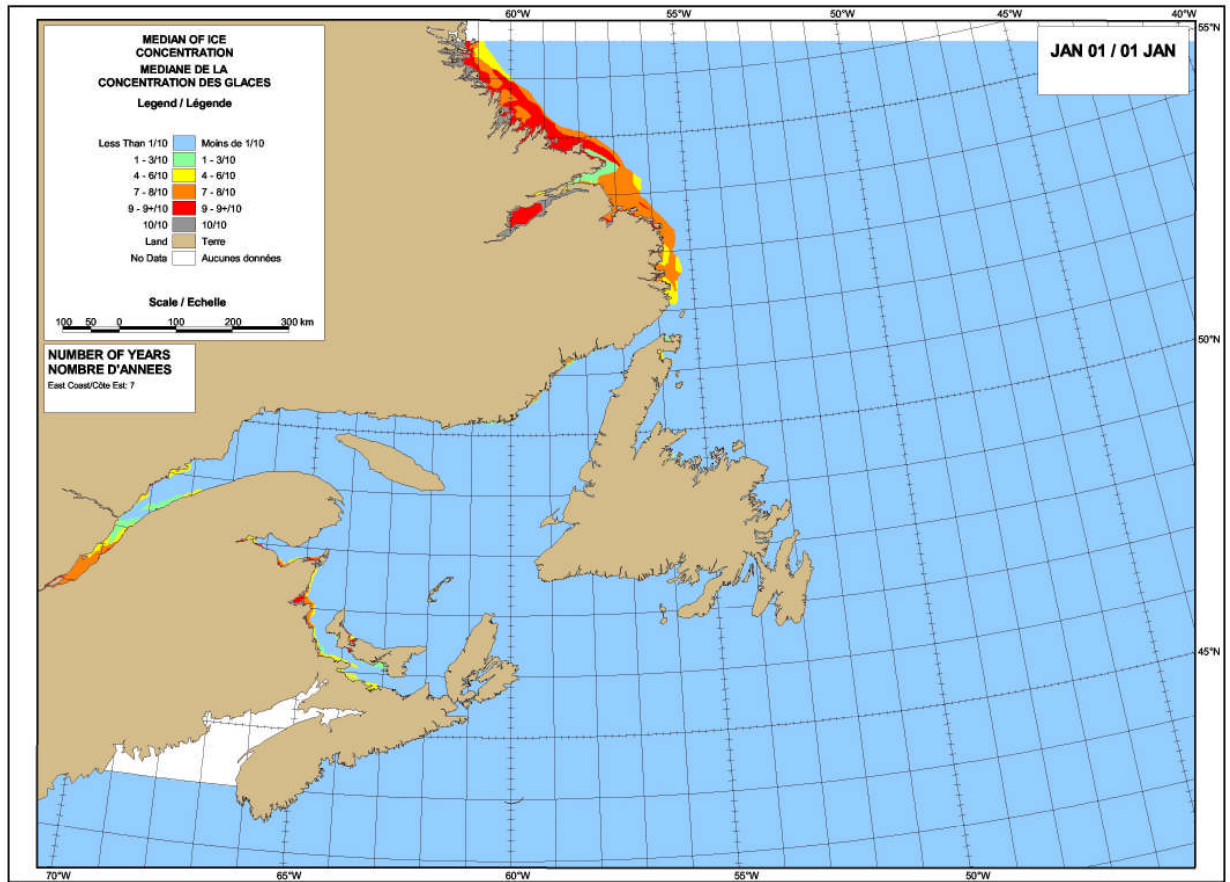 60°W 55°W 50°W 45°W 40°W
55°N
MEDIAN OF ICE
CONCENTRATION
MEDIANE DE LA
CONCENTRATION DES GLACES
Legend / Légende
Less Than 1/10 Moins de 1/10
1 - 3/10 1 - 3/10
4 - 6/10 4 - 6/10
7 - 8/10 7 - 8/10
9 - 9+/10 9 - 9+/10
10/10 10/10
Land Terre
No Data Aucunes données
Scale / Echelle
100 50 0 100 200 300 km
JAN 01 / 01 JAN
NUMBER OF YEARS
NOMBRE D'ANNEES
East Coast/Côte Est: 7
50°N
45°N
70°W 65°W 60°W 55°W 50°W